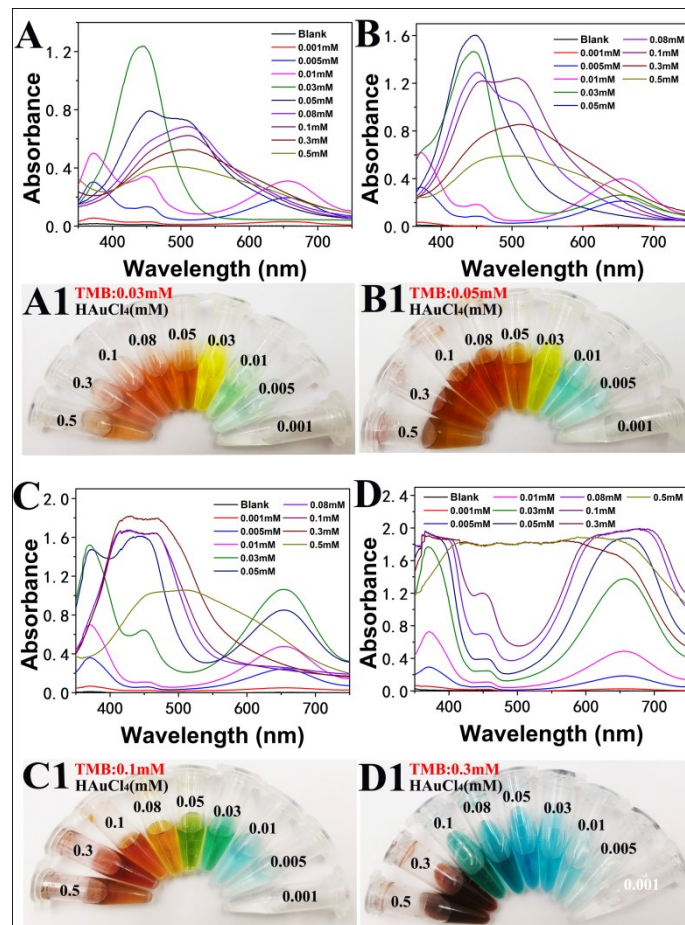 A
Absorbance
1.2
0.8
0.4
0.0
400 500 600 700
Wavelength (nm)
Blank
0.001mM
0.005mM
0.01mM
0.03mM
0.05mM
0.08mM
0.1mM
0.3mM
0.5mM
B
Absorbance
1.6
1.2
0.8
0.4
0.0
400 500 600 700
Wavelength (nm)
Blank
0.001mM
0.005mM
0.01mM
0.03mM
0.05mM
0.08mM
0.1mM
0.3mM
0.5mM
A1
TMB:0.03mM
HAuCl₄(mM)
0.5
0.3
0.1
0.08
0.05
0.03
0.01
0.005
0.001
B1
TMB:0.05mM
HAuCl₄(mM)
0.5
0.3
0.1
0.08
0.05
0.03
0.01
0.005
0.001
C
Absorbance
2.0
1.6
1.2
0.8
0.4
0.0
400 500 600 700
Wavelength (nm)
Blank
0.001mM
0.005mM
0.01mM
0.03mM
0.05mM
0.08mM
0.1mM
0.3mM
0.5mM
D
Absorbance
2.4
2.0
1.6
1.2
0.8
0.4
0.0
400 500 600 700
Wavelength (nm)
Blank
0.001mM
0.005mM
0.01mM
0.03mM
0.05mM
0.08mM
0.1mM
0.3mM
0.5mM
C1
TMB:0.1mM
HAuCl₄(mM)
0.5
0.3
0.1
0.08
0.05
0.03
0.01
0.005
0.001
D1
TMB:0.3mM
HAuCl₄(mM)
0.5
0.3
0.1
0.08
0.05
0.03
0.01
0.005
0.001